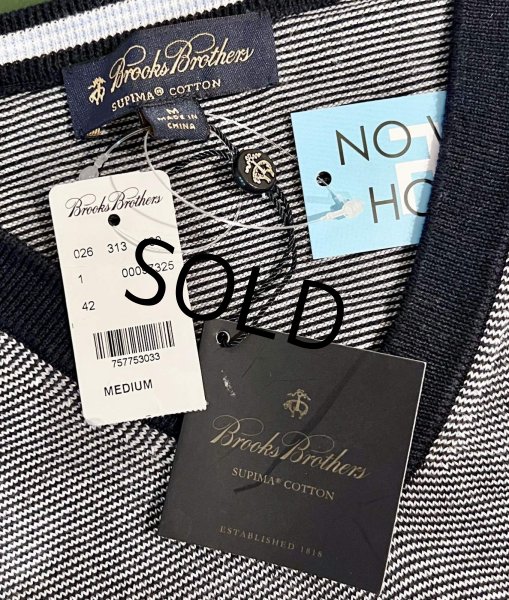 Brooks Brothers
SUPIMA® COTTON
M
MADE IN
CHINA
NO
HO
Brooks Brothers
026 313
1
42
757753033
MEDIUM
SOLD
Brooks Brothers
SUPIMA® COTTON
ESTABLISHED 1818